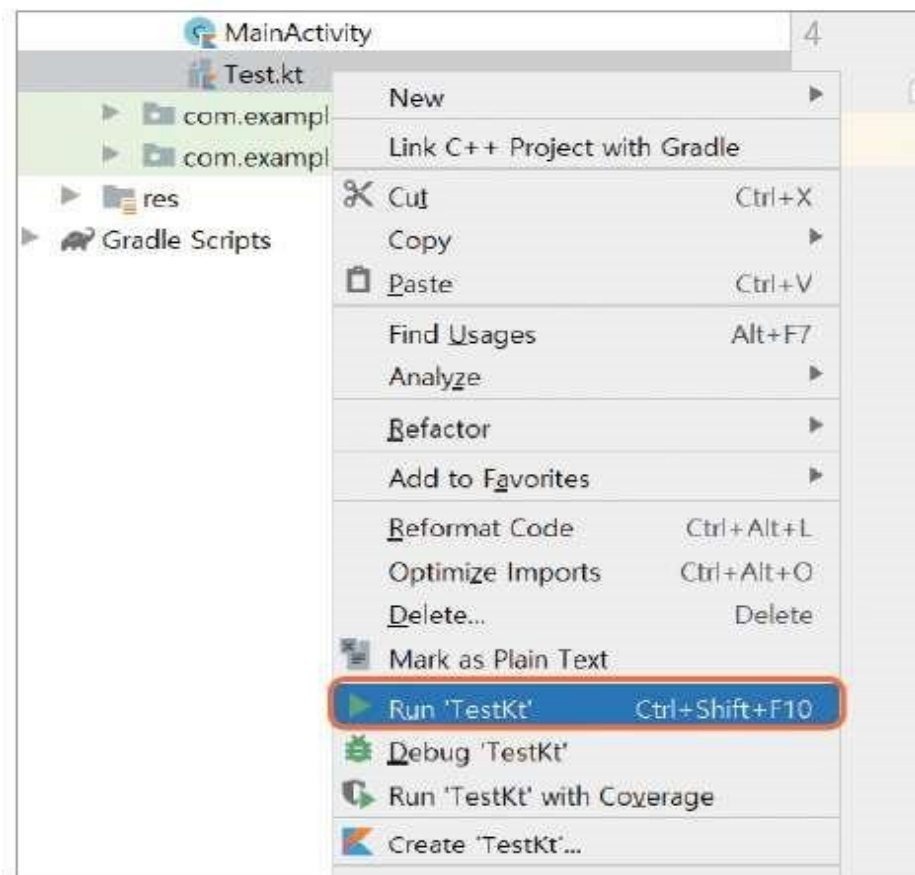 MainActivity
4
Test.kt
com.exampl
com.exampl
res
Gradle Scripts
New
Link C++ Project with Gradle
Cut Ctrl+X
Copy
Paste Ctrl+V
Find Usages Alt+F7
Analyze
Refactor
Add to Favorites
Reformat Code Ctrl+Alt+L
Optimize Imports Ctrl+Alt+O
Delete... Delete
Mark as Plain Text
Run 'TestKt' Ctrl+Shift+F10
Debug 'TestKt'
Run 'TestKt' with Coverage
Create 'TestKt'...